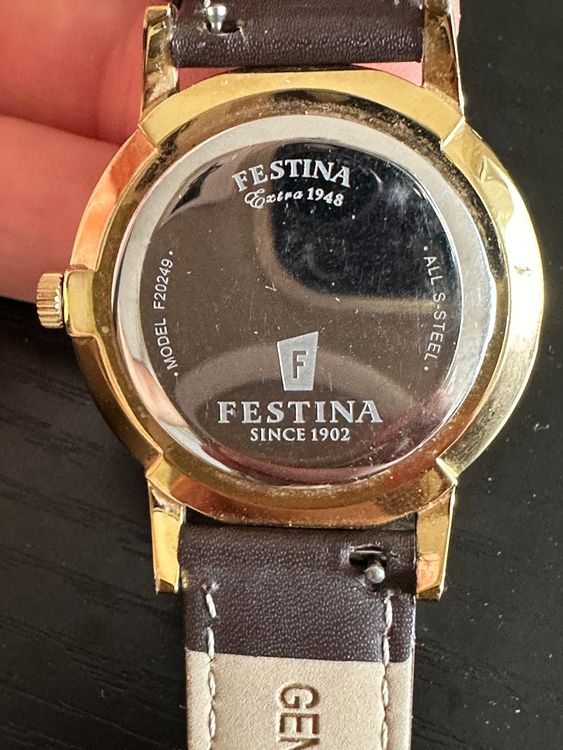 FESTINA
Extra 1948
• MODEL F20249 •
• ALL S-STEEL •
F
FESTINA
SINCE 1902
GEN